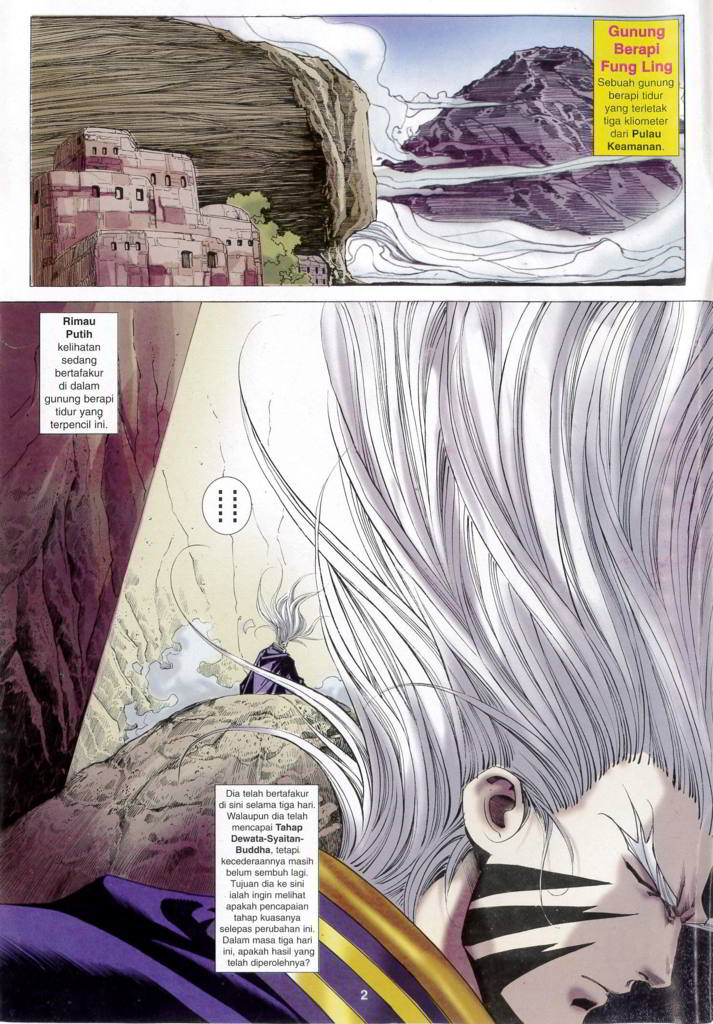 Gunung
Berapi
Fung Ling
Sebuah gunung
berapi tidur
yang terletak
tiga kliometer
dari Pulau
Keamanan.
Rimau
Putih
kelihatan
sedang
bertafakur
di dalam
gunung berapi
tidur yang
terpencil ini.
Dia telah bertafakur
di sini selama tiga hari.
Walaupun dia telah
mencapai Tahap
Dewata-Syaitan-
Buddha, tetapi
kecederaannya masih
belum sembuh lagi.
Tujuan dia ke sini
ialah ingin melihat
apakah pencapaian
tahap kuasanya
selepas perubahan ini.
Dalam masa tiga hari
ini, apakah hasil yang
telah diperolehnya?
2